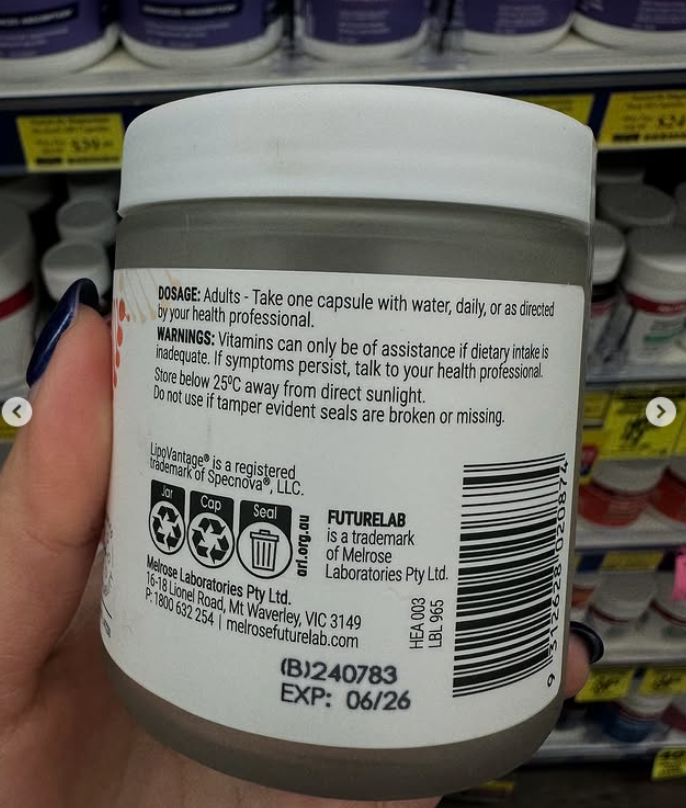 DOSAGE: Adults - Take one capsule with water, daily, or as directed
by your health professional.
WARNINGS: Vitamins can only be of assistance if dietary intake is
inadequate. If symptoms persist, talk to your health professional.
Store below 25ºC away from direct sunlight.
Do not use if tamper evident seals are broken or missing.
LipoVantage® is a registered
trademark of Specnova®, LLC.
Jar
Cap
Seal
arl.org.au
FUTURELAB
is a trademark
of Melrose
Laboratories Pty Ltd.
Melrose Laboratories Pty Ltd.
16-18 Lionel Road, Mt Waverley, VIC 3149
P: 1800 632 254 | melrosefuturelab.com
HEA 003
LBL 965
9 312628 020874
(B)240783
EXP: 06/26